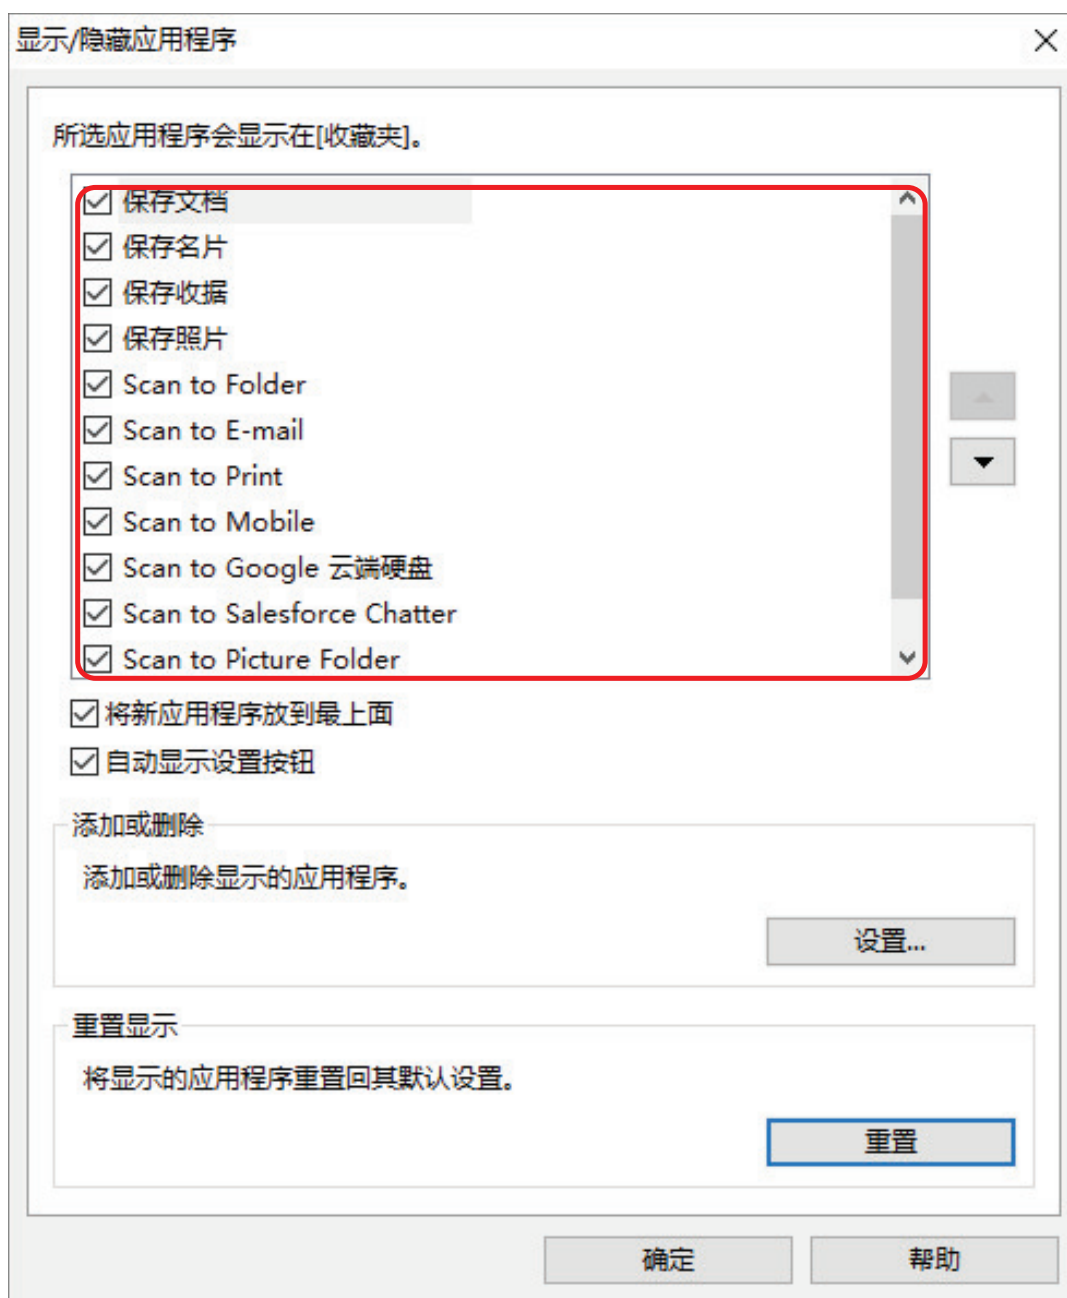 显示/隐藏应用程序
所选应用程序会显示在[收藏夹]。
保存文档
保存名片
保存收据
保存照片
Scan to Folder
Scan to E-mail
Scan to Print
Scan to Mobile
Scan to Google 云端硬盘
Scan to Salesforce Chatter
Scan to Picture Folder
将新应用程序放到最上面
自动显示设置按钮
添加或删除
添加或删除显示的应用程序。
设置...
重置显示
将显示的应用程序重置回其默认设置。
重置
确定
帮助